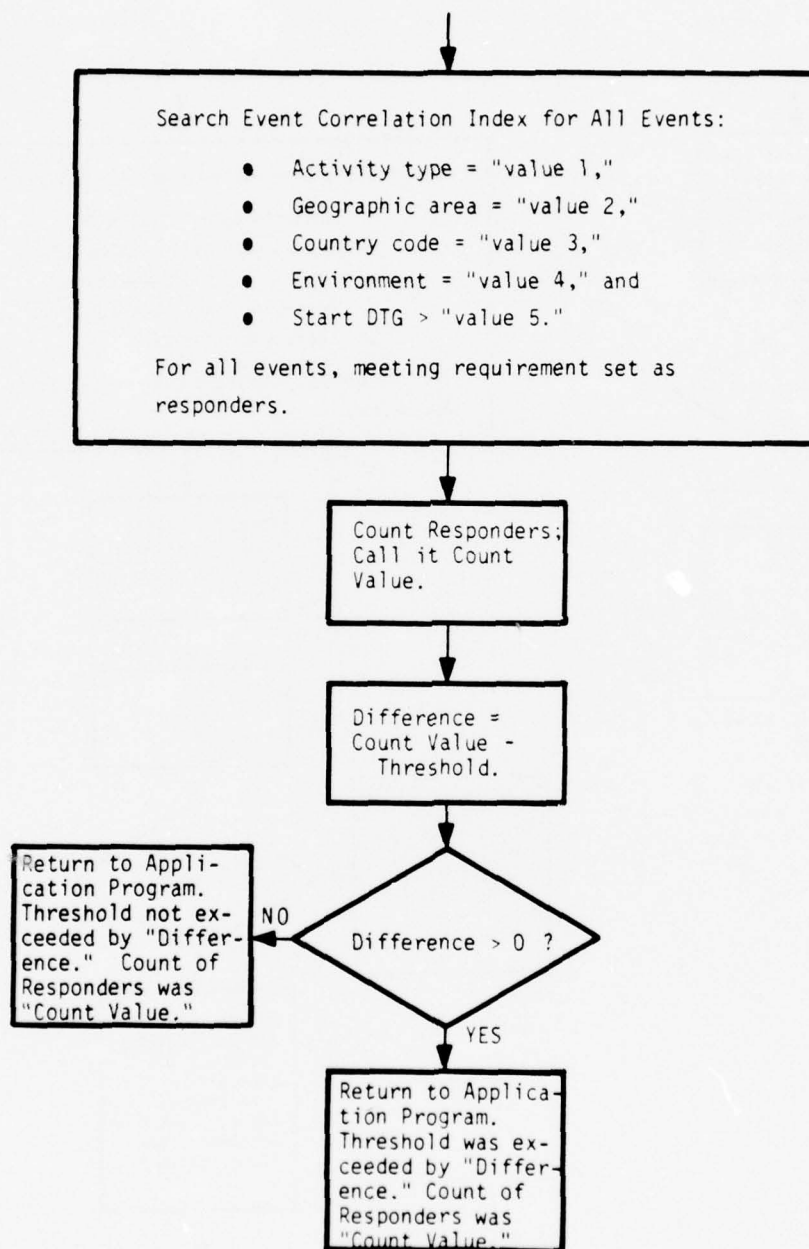 Search Event Correlation Index for All Events:
● Activity type = "value 1,"
● Geographic area = "value 2,"
● Country code = "value 3,"
● Environment = "value 4," and
● Start DTG > "value 5."
For all events, meeting requirement set as
responders.
Count Responders;
Call it Count
Value.
Difference =
Count Value -
Threshold.
Difference > 0 ?
NO
Return to Appli-
cation Program.
Threshold not ex-
ceeded by "Differ-
ence." Count of
Responders was
"Count Value."
YES
Return to Applica-
tion Program.
Threshold was ex-
ceeded by "Differ-
ence." Count of
Responders was
"Count Value."